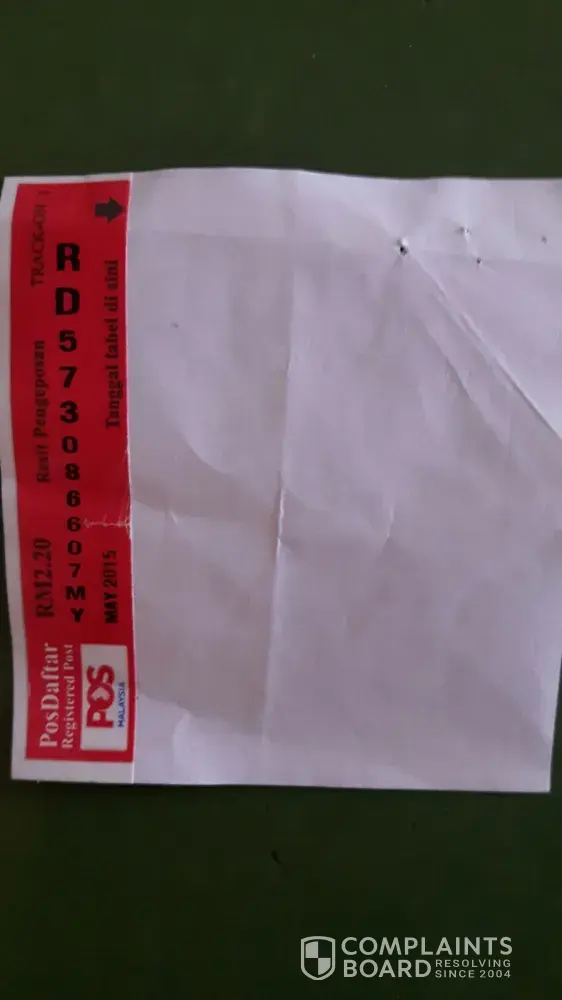 PosDaftar
Registered Post
RM2.20
Resit Pengeposan
RD573086607MY
POS
MALAYSIA
MAY 2015
Tanggal label di sini
COMPLAINTS
BOARD
RESOLVING
SINCE 2004